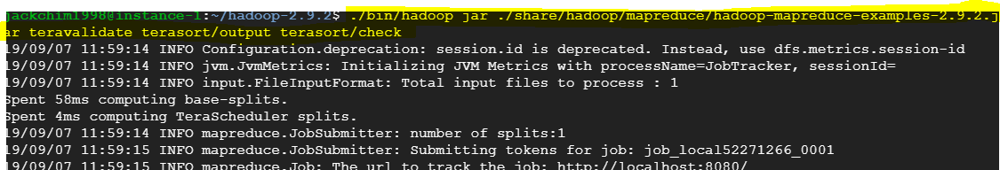 jackchim1998@instance-1:~/hadoop-2.9.2$ ./bin/hadoop jar ./share/hadoop/mapreduce/hadoop-mapreduce-examples-2.9.2.j
ar teravalidate terasort/output terasort/check
19/09/07 11:59:14 INFO Configuration.deprecation: session.id is deprecated. Instead, use dfs.metrics.session-id
19/09/07 11:59:14 INFO jvm.JvmMetrics: Initializing JVM Metrics with processName=JobTracker, sessionId=
19/09/07 11:59:14 INFO input.FileInputFormat: Total input files to process : 1
Spent 58ms computing base-splits.
Spent 4ms computing TeraScheduler splits.
19/09/07 11:59:14 INFO mapreduce.JobSubmitter: number of splits:1
19/09/07 11:59:15 INFO mapreduce.JobSubmitter: Submitting tokens for job: job_local52271266_0001
19/09/07 11:59:15 INFO mapreduce.Job: The url to track the job: http://localhost:8080/